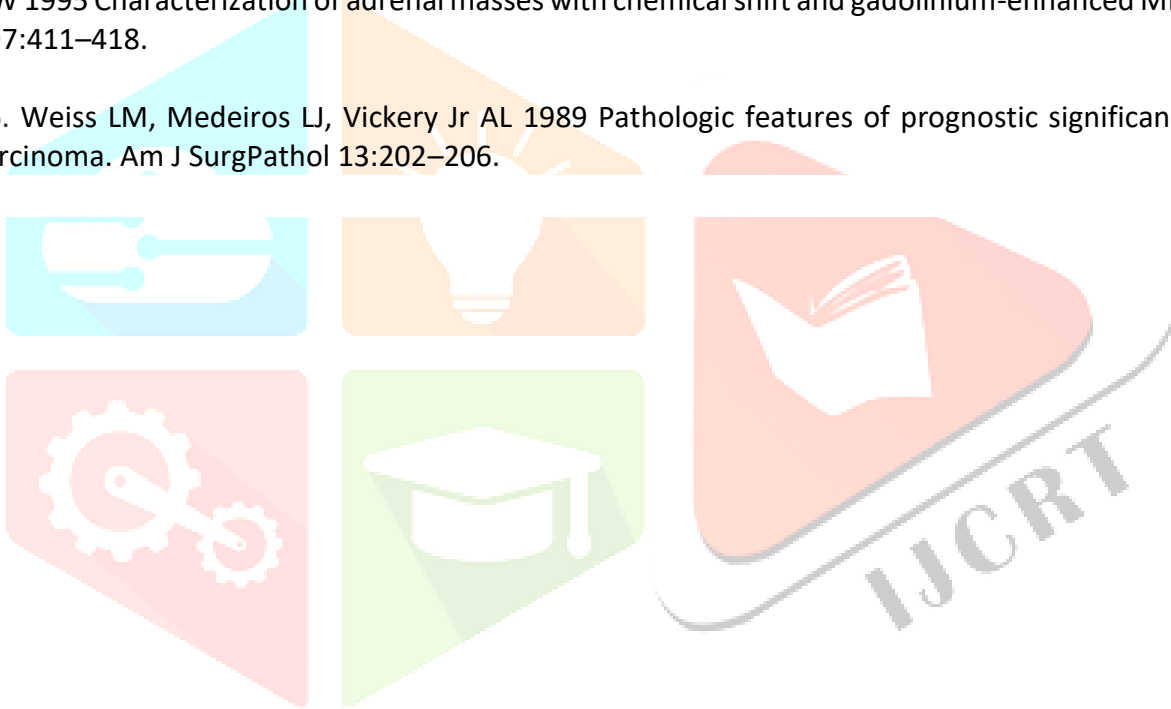 1995 Characterization of adrenal masses with chemical shift and gadolinium-enhanced
7:411–418.
. Weiss LM, Medeiros LJ, Vickery Jr AL 1989 Pathologic features of prognostic
rcinoma. Am J SurgPathol 13:202–206.
IJCRT